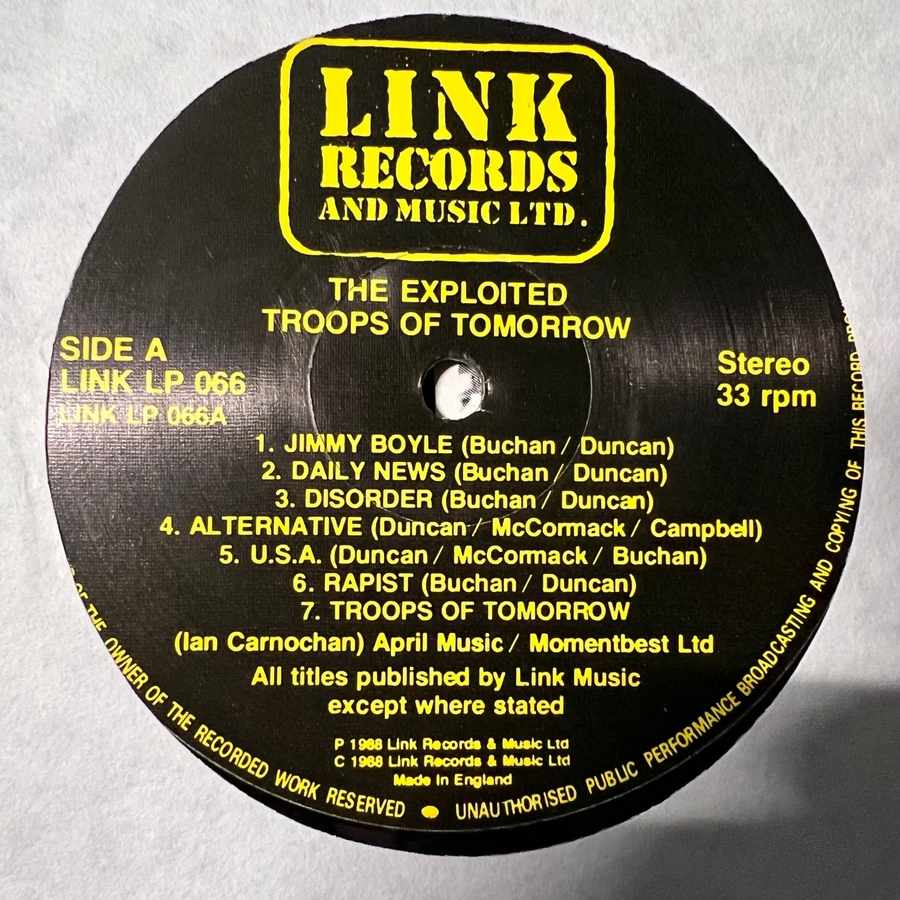 LINK
RECORDS
AND MUSIC LTD.
THE EXPLOITED
TROOPS OF TOMORROW
SIDE A
LINK LP 066
LINK LP 066A
Stereo
33 rpm
1. JIMMY BOYLE (Buchan / Duncan)
2. DAILY NEWS (Buchan / Duncan)
3. DISORDER (Buchan / Duncan)
4. ALTERNATIVE (Duncan / McCormack / Campbell)
5. U.S.A. (Duncan / McCormack / Buchan)
6. RAPIST (Buchan / Duncan)
7. TROOPS OF TOMORROW
(Ian Carnochan) April Music / Momentbest Ltd
All titles published by Link Music
except where stated
P 1988 Link Records & Music Ltd
C 1988 Link Records & Music Ltd
Made In England
OF THE OWNER OF THE RECORDED WORK RESERVED ● UNAUTHORISED PUBLIC PERFORMANCE BROADCASTING AND COPYING OF THIS RECORD